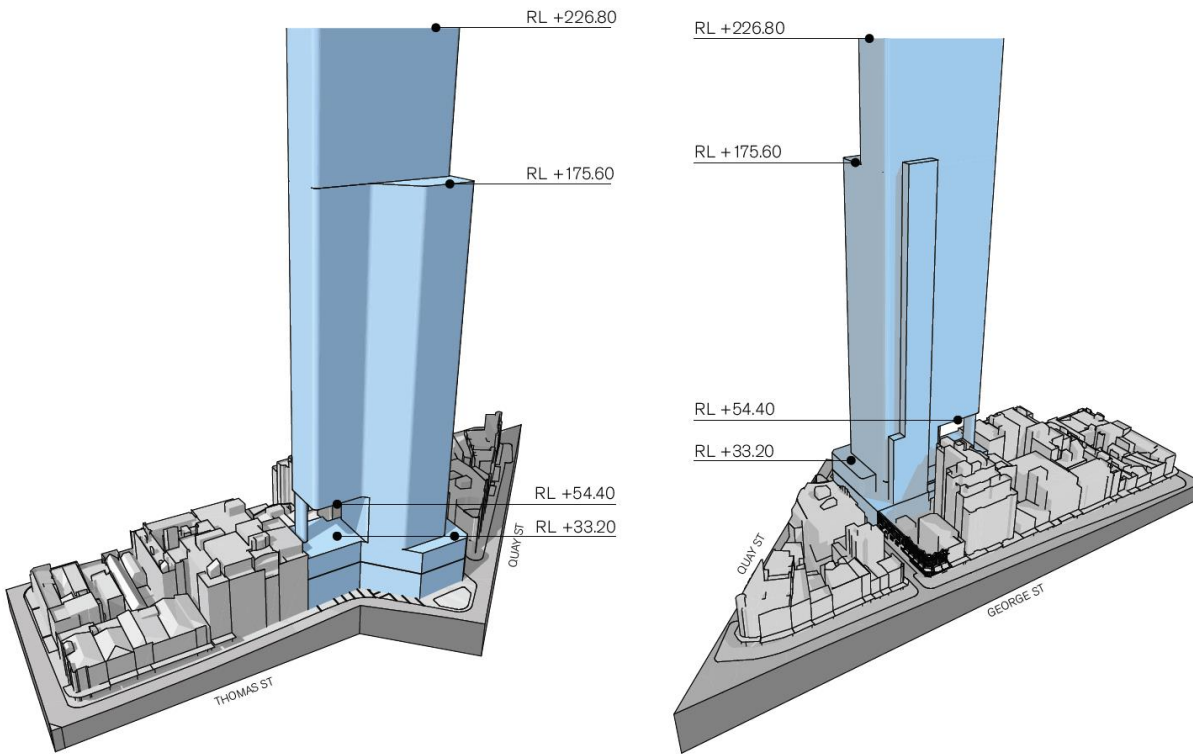 RL +226.80
RL +175.60
RL +54.40
RL +33.20
QUAY ST
THOMAS ST
RL +226.80
RL +175.60
RL +54.40
RL +33.20
QUAY ST
GEORGE ST